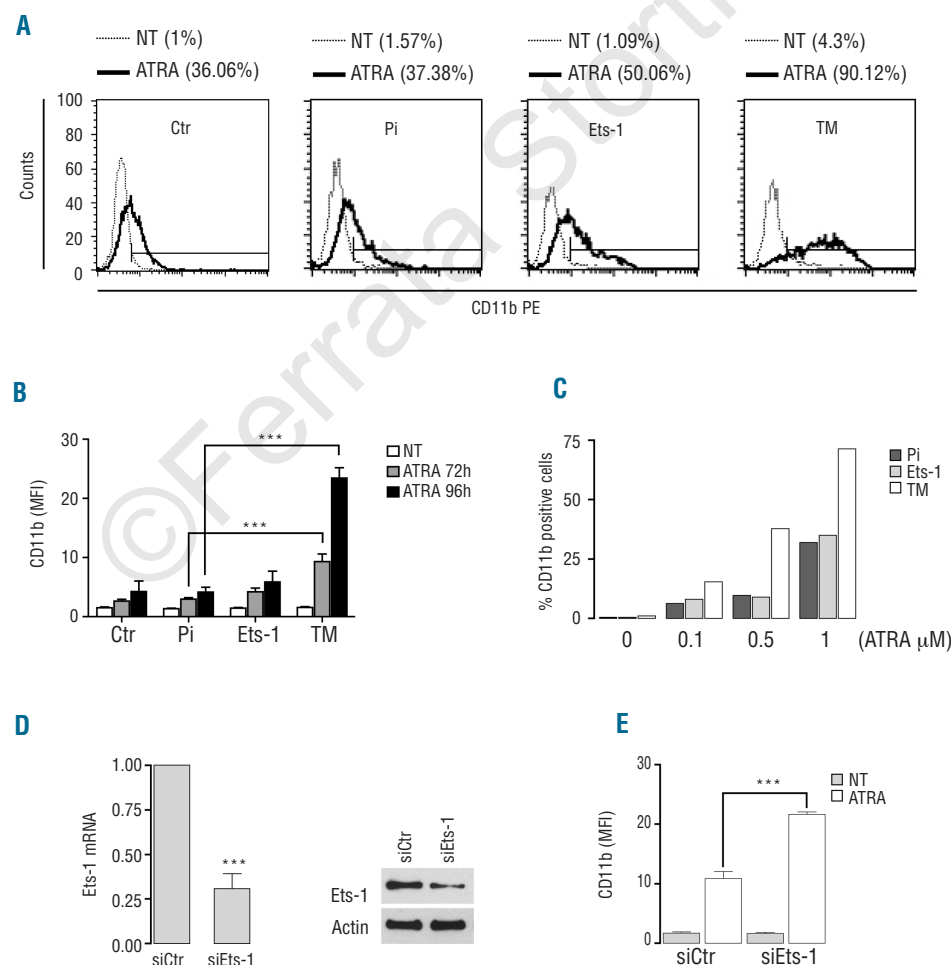 A
NT (1%)
ATRA (36.06%)
NT (1.57%)
ATRA (37.38%)
NT (1.09%)
ATRA (50.06%)
NT (4.3%)
ATRA (90.12%)
Counts
100
80
60
40
20
0
Ctr
Pi
Ets-1
TM
CD11b PE
©Ferrata Storti
B
CD11b (MFI)
30
20
10
0
***
***
NT
ATRA 72h
ATRA 96h
Ctr Pi Ets-1 TM
C
% CD11b positive cells
75
50
25
0
Pi
Ets-1
TM
0 0.1 0.5 1 (ATRA µM)
D
Ets-1 mRNA
1.00
0.75
0.50
0.25
0.00
***
siCtr siEts-1
siCtr
siEts-1
Ets-1
Actin
E
CD11b (MFI)
30
20
10
0
***
NT
ATRA
siCtr siEts-1